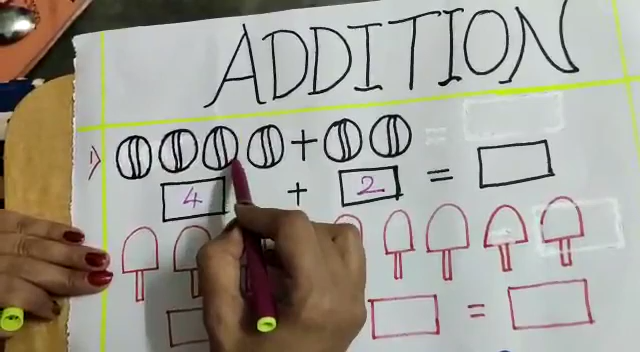 ADDITION
1) + =
4 + 2 =
=